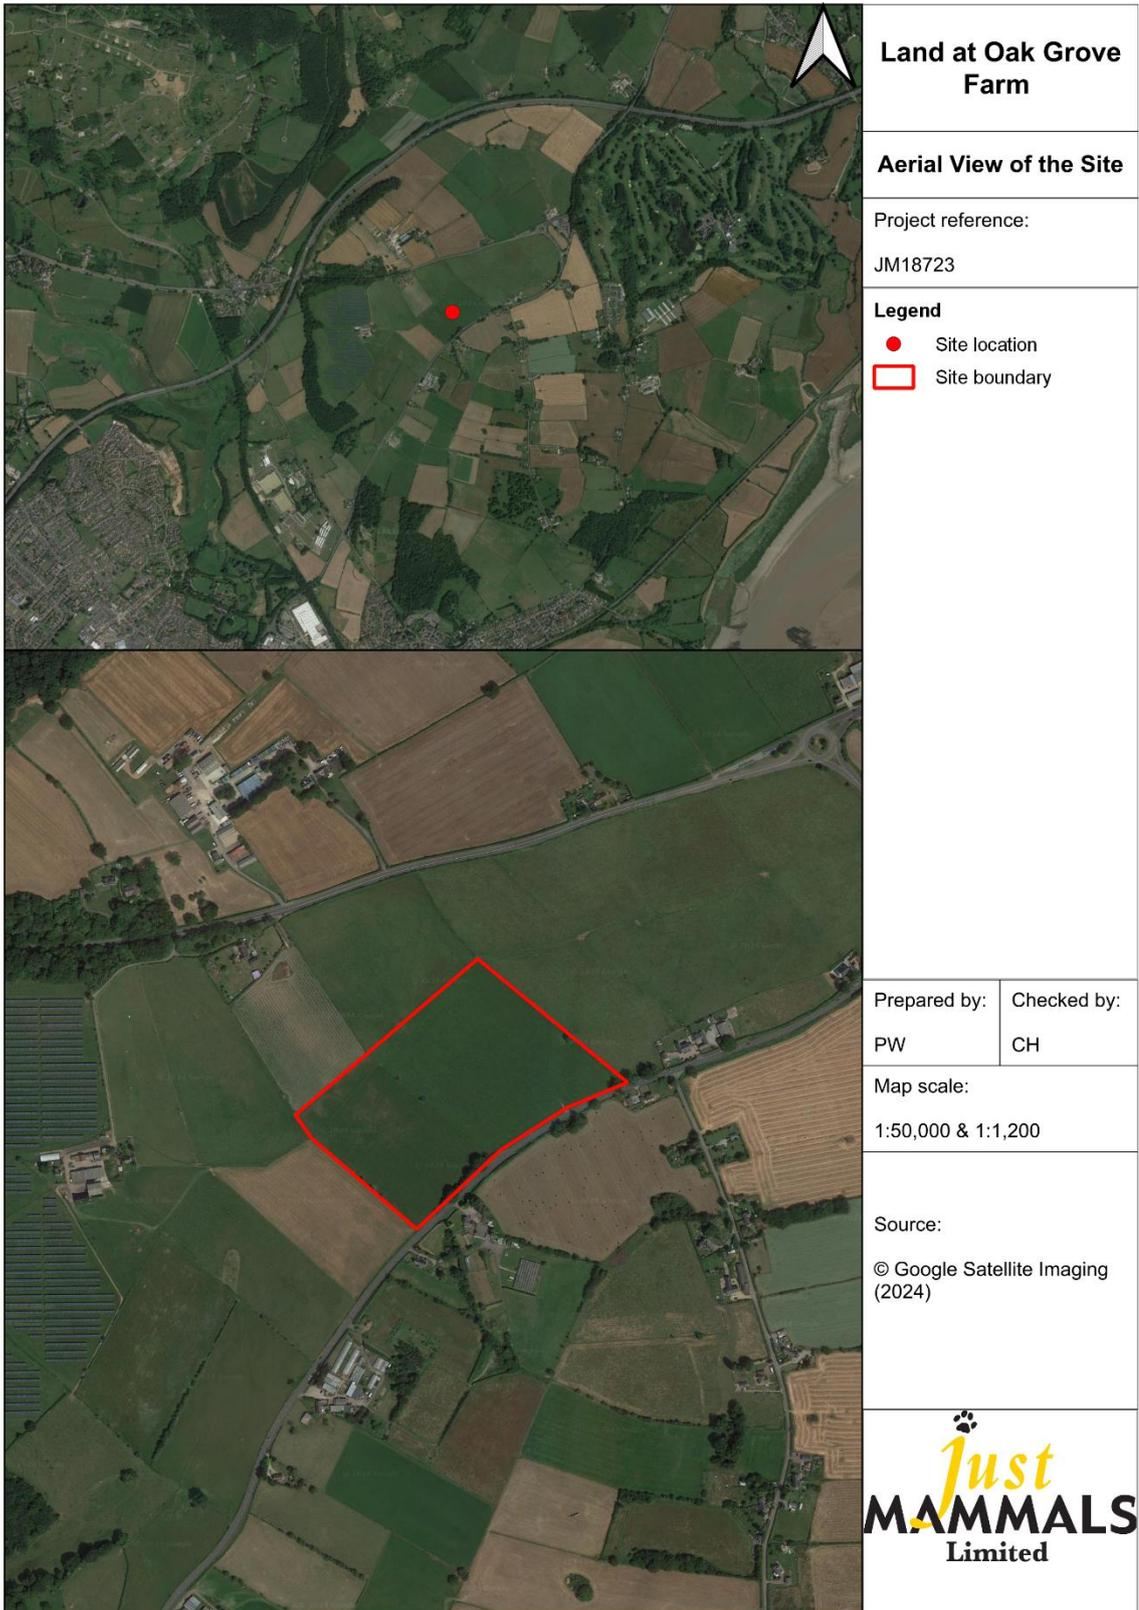 Land at Oak Grove
Farm
Aerial View of the Site
Project reference:
JM18723
Legend
Site location
Site boundary
Prepared by:
PW
Checked by:
CH
Map scale:
1:50,000 & 1:1,200
Source:
© Google Satellite Imaging
(2024)
just
MAMMALS
Limited